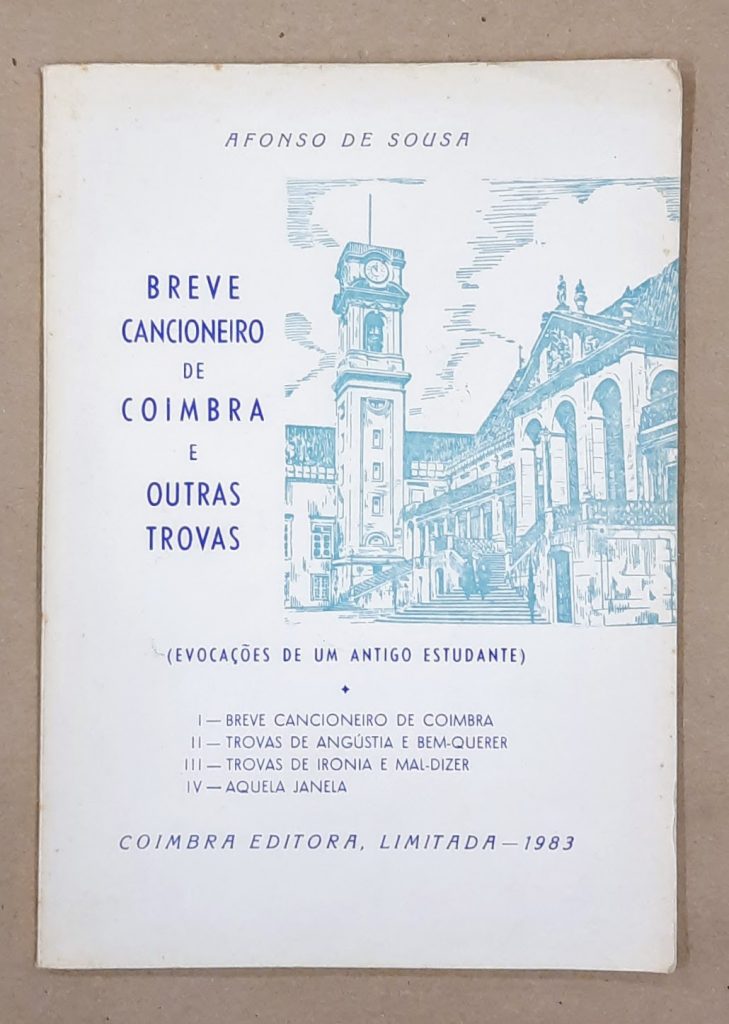 AFONSO DE SOUSA
BREVE
CANCIONEIRO
DE
COIMBRA
E
OUTRAS
TROVAS
(EVOCAÇÕES DE UM ANTIGO ESTUDANTE)
I — BREVE CANCIONEIRO DE COIMBRA
II — TROVAS DE ANGÚSTIA E BEM-QUERER
III — TROVAS DE IRONIA E MAL-DIZER
IV — AQUELA JANELA
COIMBRA EDITORA, LIMITADA — 1983